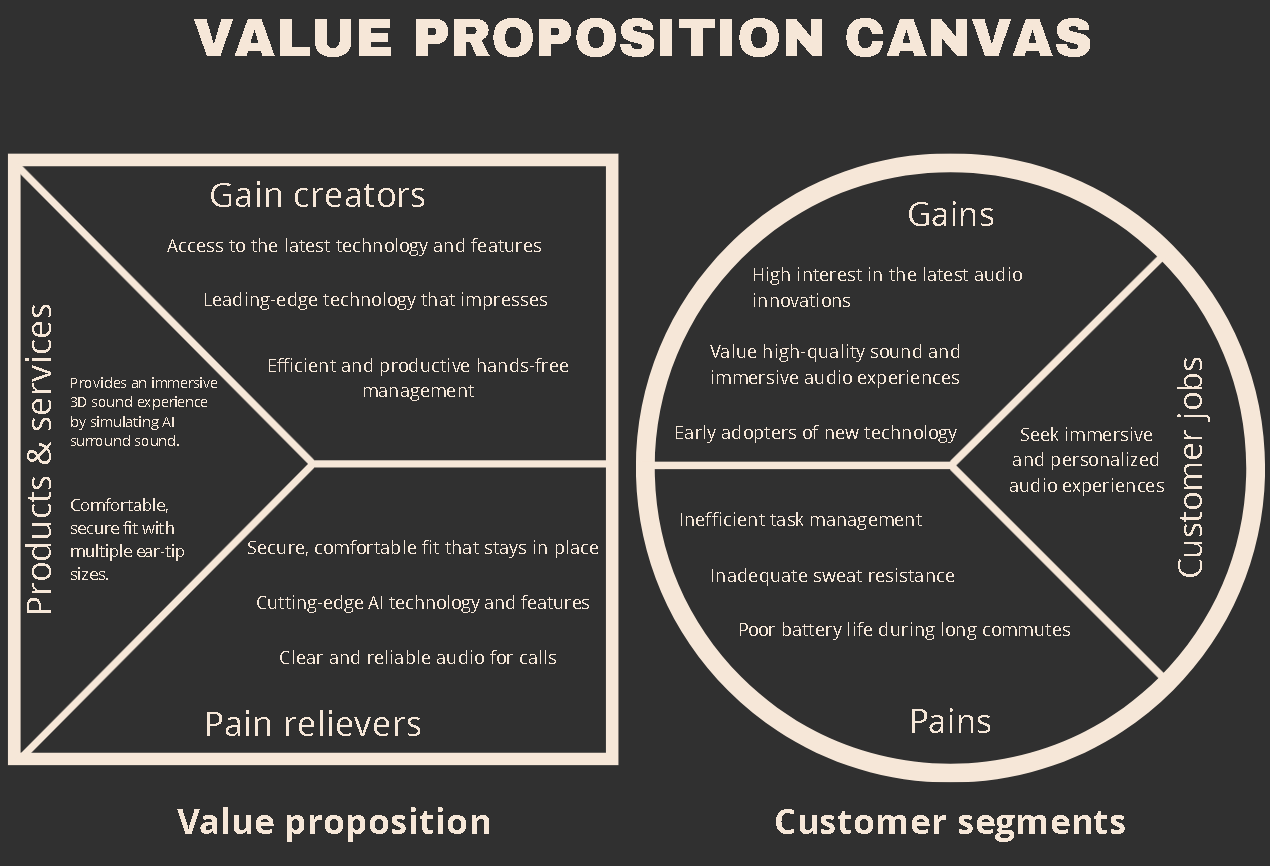 VALUE PROPOSITION CANVAS
Gain creators
Access to the latest technology and features
Leading-edge technology that impresses
Efficient and productive hands-free
management
Products & services
Provides an immersive
3D sound experience
by simulating AI
surround sound.
Comfortable,
secure fit with
multiple ear-tip
sizes.
Secure, comfortable fit that stays in place
Cutting-edge AI technology and features
Clear and reliable audio for calls
Pain relievers
Value proposition
Gains
High interest in the latest audio
innovations
Value high-quality sound and
immersive audio experiences
Early adopters of new technology
Seek immersive
and personalized
audio experiences
Customer jobs
Inefficient task management
Inadequate sweat resistance
Poor battery life during long commutes
Pains
Customer segments